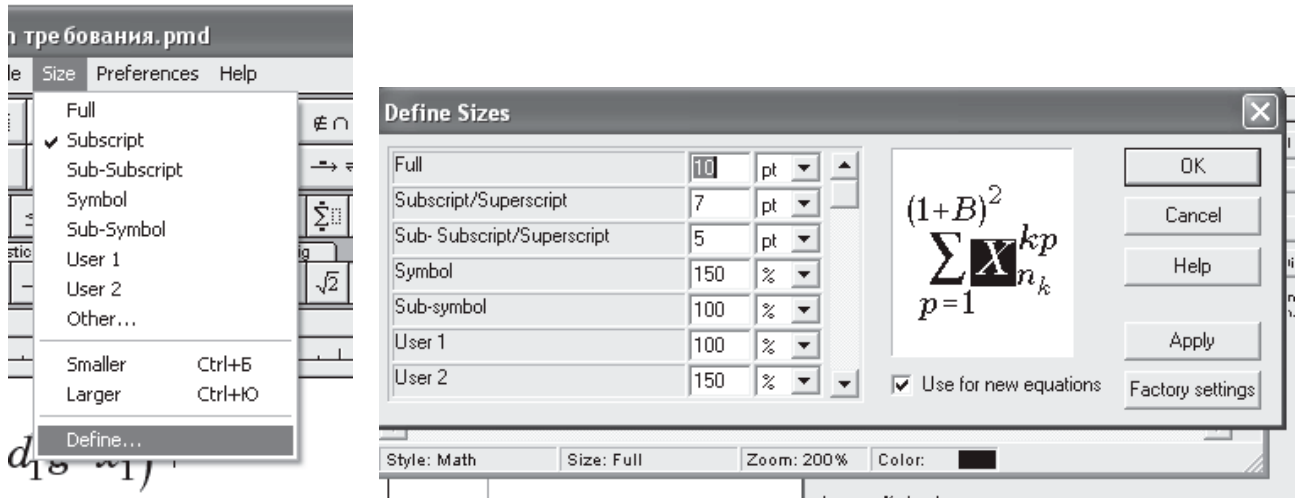 требования.pmd
Size Preferences Help
Full
Subscript
Sub-Subscript
Symbol
Sub-Symbol
User 1
User 2
Other...
Smaller Ctrl+Б
Larger Ctrl+Ю
Define...
Define Sizes
Full 10 pt
Subscript/Superscript 7 pt
Sub- Subscript/Superscript 5 pt
Symbol 150 %
Sub-symbol 100 %
User 1 100 %
User 2 150 %
(1+B)²
∑ X kp n k
p=1
Use for new equations
OK
Cancel
Help
Apply
Factory settings
Style: Math Size: Full Zoom: 200% Color: